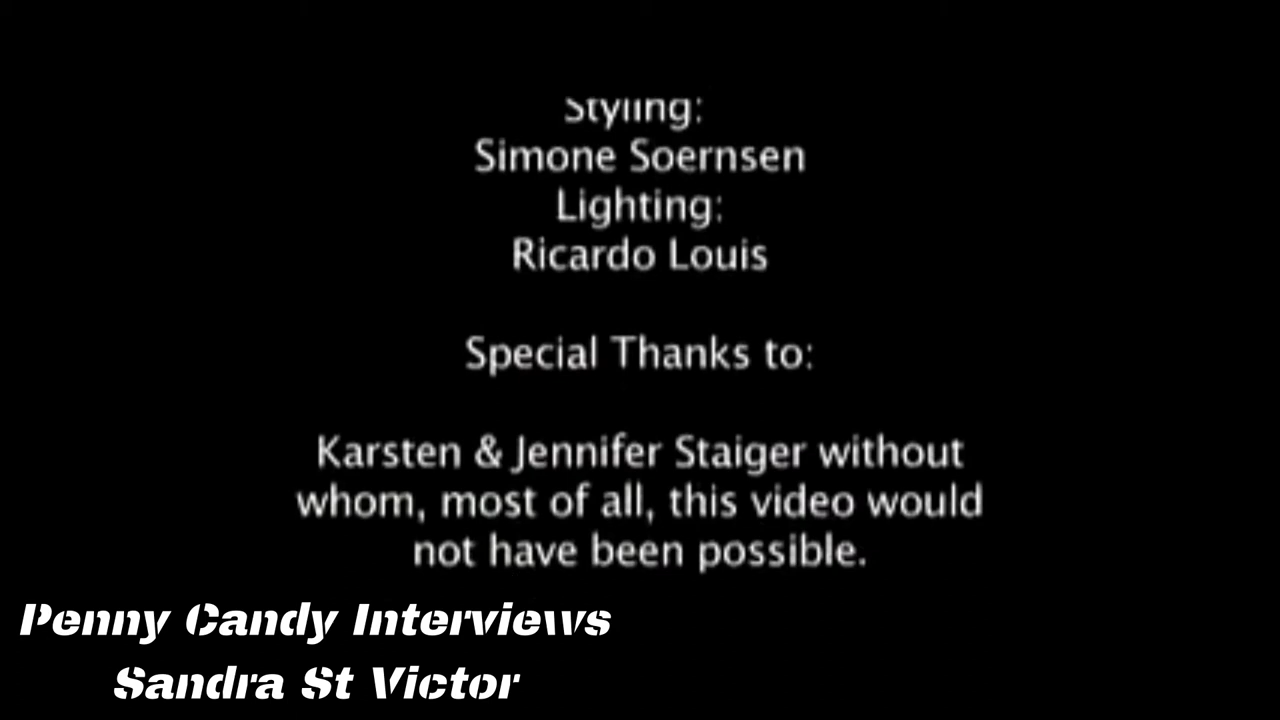 Styling:
Simone Soernsen
Lighting:
Ricardo Louis
Special Thanks to:
Karsten & Jennifer Staiger without
whom, most of all, this video would
not have been possible.
Penny Candy Interviews
Sandra St Victor